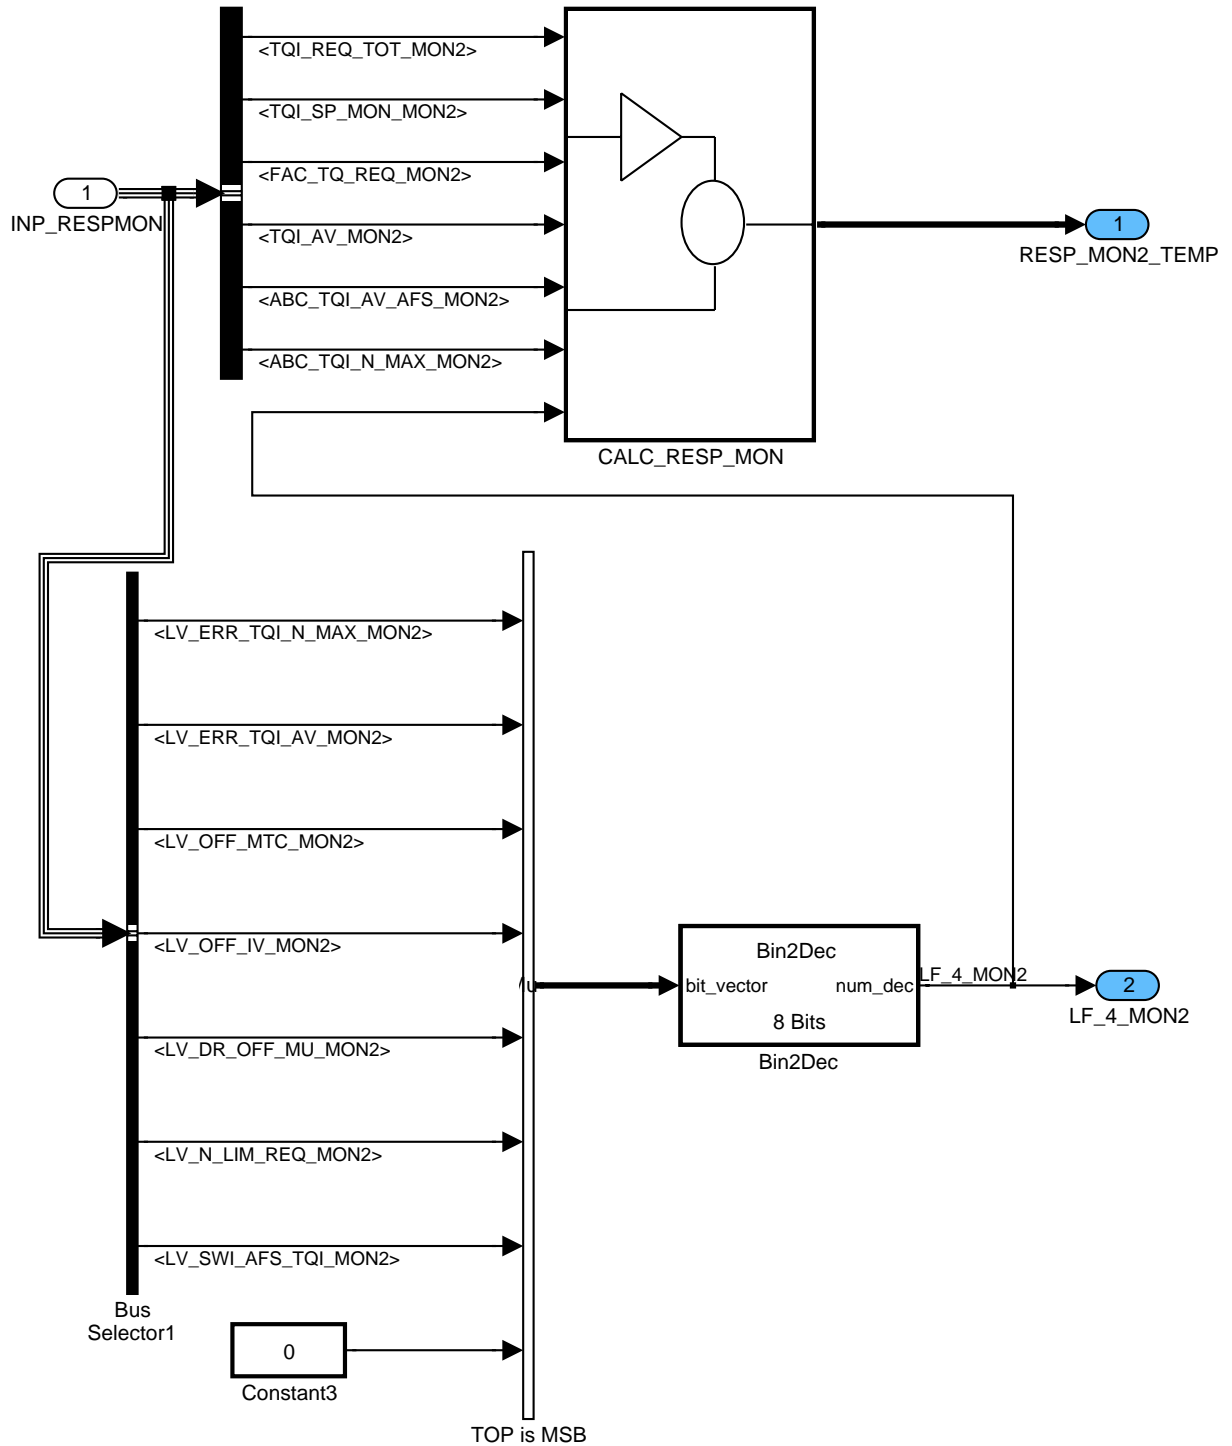 <TQI_REQ_TOT_MON2>
<TQI_SP_MON_MON2>
<FAC_TQ_REQ_MON2>
1
INP_RESPMON
<TQI_AV_MON2>
<ABC_TQI_AV_AFS_MON2>
<ABC_TQI_N_MAX_MON2>
CALC_RESP_MON
1
RESP_MON2_TEMP
<LV_ERR_TQI_N_MAX_MON2>
<LV_ERR_TQI_AV_MON2>
<LV_OFF_MTC_MON2>
<LV_OFF_IV_MON2>
<LV_DR_OFF_MU_MON2>
<LV_N_LIM_REQ_MON2>
<LV_SWI_AFS_TQI_MON2>
Bus
Selector1
0
Constant3
TOP is MSB
Bin2Dec
bit_vector num_dec
8 Bits
Bin2Dec
LF_4_MON2
2
LF_4_MON2